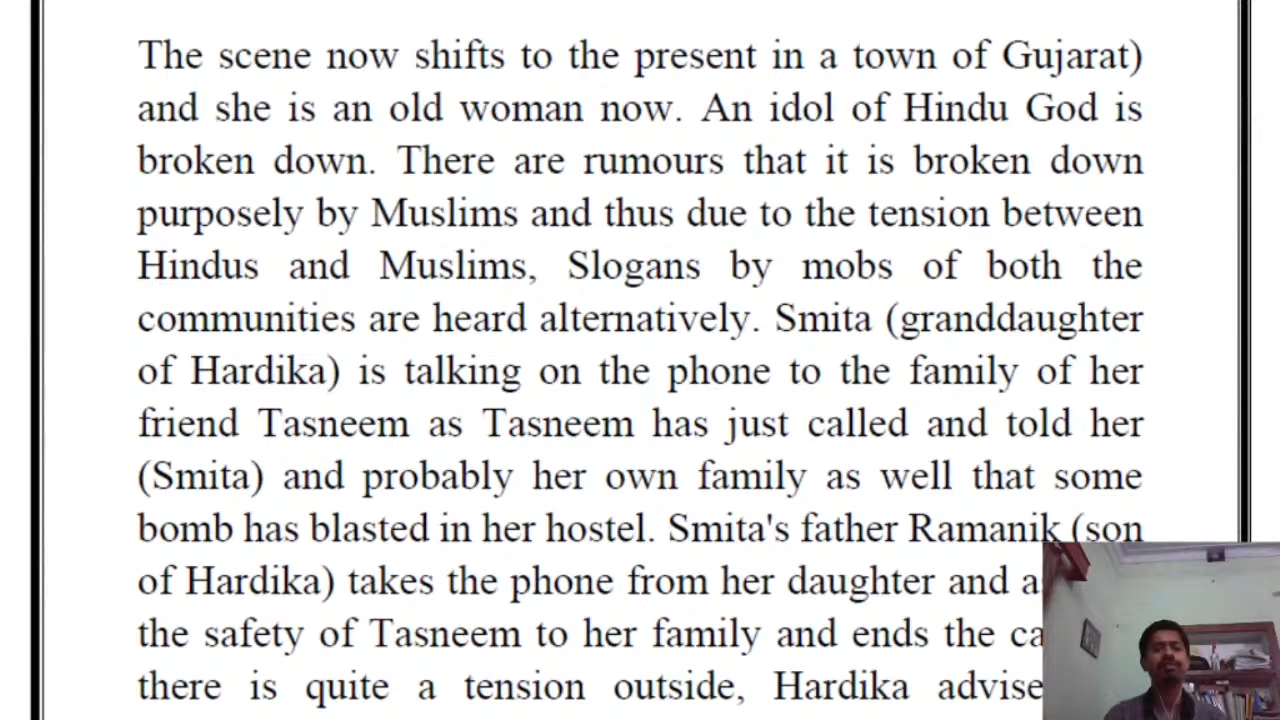 The scene now shifts to the present in a town of Gujarat)
and she is an old woman now. An idol of Hindu God is
broken down. There are rumours that it is broken down
purposely by Muslims and thus due to the tension between
Hindus and Muslims, Slogans by mobs of both the
communities are heard alternatively. Smita (granddaughter
of Hardika) is talking on the phone to the family of her
friend Tasneem as Tasneem has just called and told her
(Smita) and probably her own family as well that some
bomb has blasted in her hostel. Smita's father Ramanik (son
of Hardika) takes the phone from her daughter and
the safety of Tasneem to her family and ends the
there is quite a tension outside, Hardika